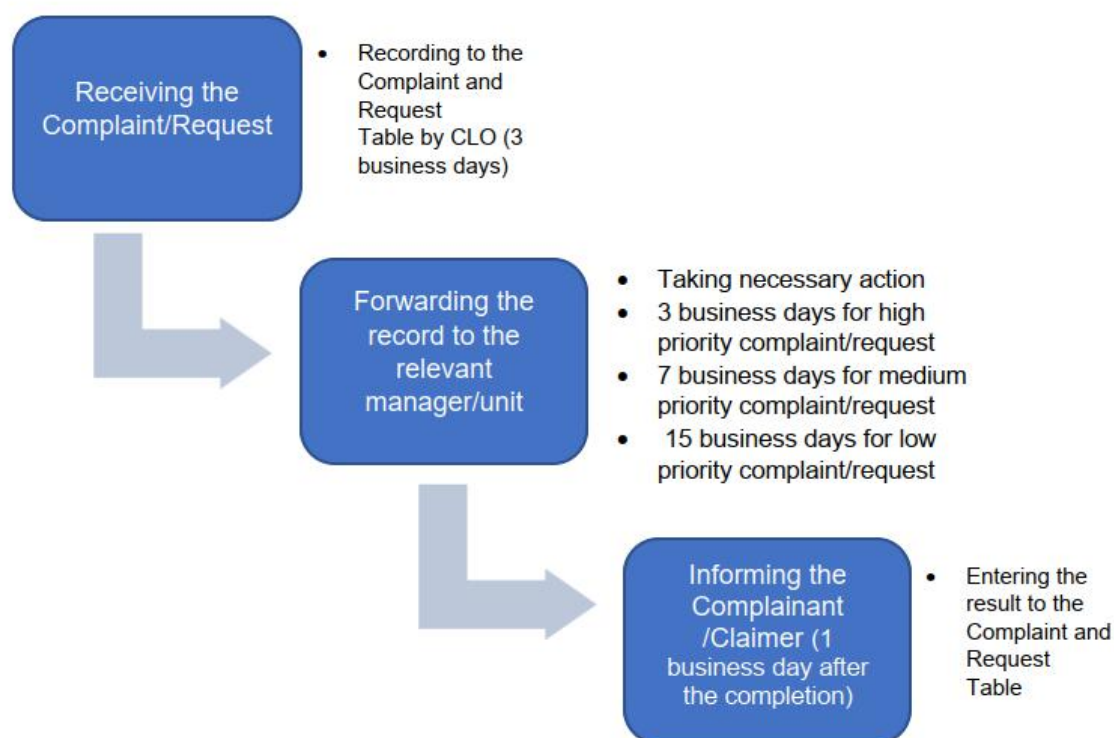 Receiving the
Complaint/Request
• Recording to the
Complaint and
Request
Table by CLO (3
business days)
Forwarding the
record to the
relevant
manager/unit
• Taking necessary action
• 3 business days for high
priority complaint/request
• 7 business days for medium
priority complaint/request
• 15 business days for low
priority complaint/request
Informing the
Complainant
/Claimer (1
business day after
the completion)
• Entering the
result to the
Complaint and
Request
Table